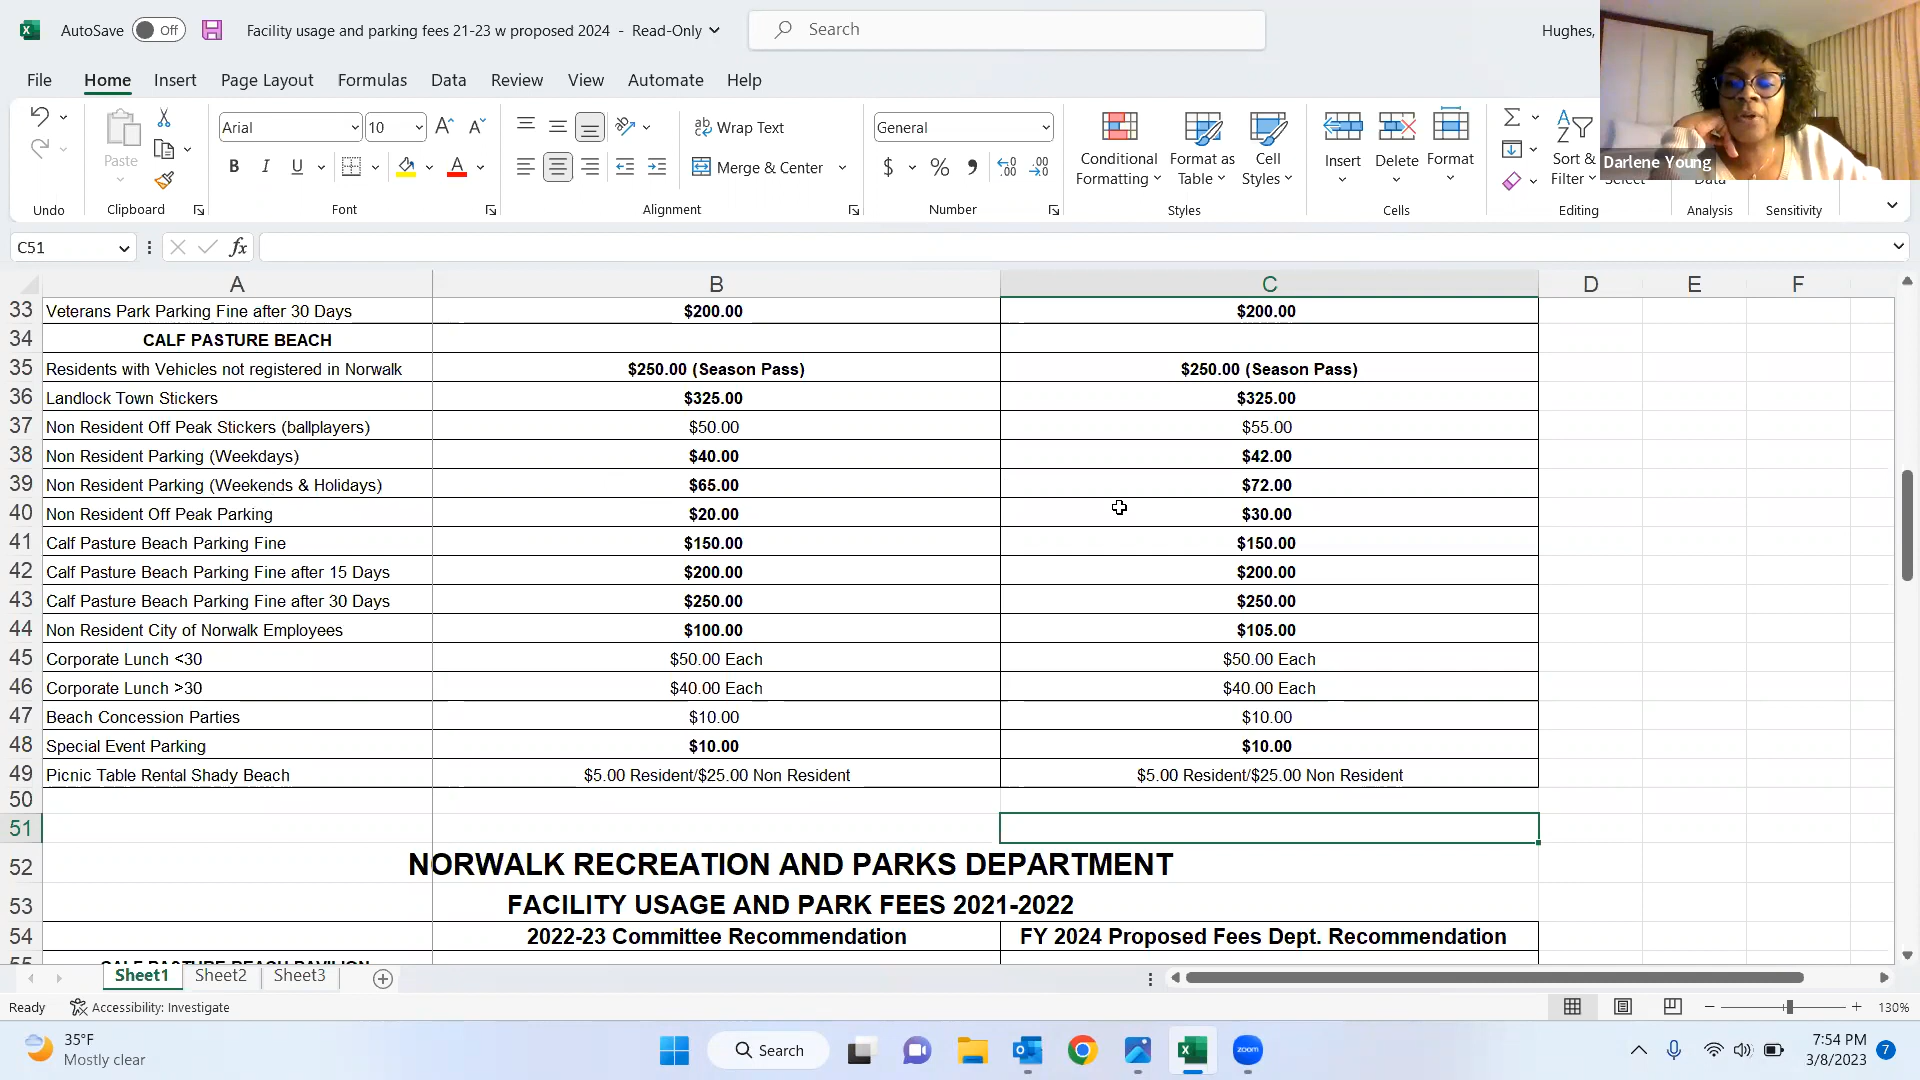 AutoSave Off Facility usage and parking fees 21-23 w proposed 2024 - Read-Only Search Hughes,
File Home Insert Page Layout Formulas Data Review View Automate Help
Paste Arial 10 B I U A ab Wrap Text Merge & Center General $ % Conditional Formatting Format as Table Cell Styles Insert Delete Format Sort & Filter
Darlene Young
Undo Clipboard Font Alignment Number Styles Cells Editing Analysis Sensitivity
C51 fx
A B C D E F
33 Veterans Park Parking Fine after 30 Days $200.00 $200.00
34 CALF PASTURE BEACH
35 Residents with Vehicles not registered in Norwalk $250.00 (Season Pass) $250.00 (Season Pass)
36 Landlock Town Stickers $325.00 $325.00
37 Non Resident Off Peak Stickers (ballplayers) $50.00 $55.00
38 Non Resident Parking (Weekdays) $40.00 $42.00
39 Non Resident Parking (Weekends & Holidays) $65.00 $72.00
40 Non Resident Off Peak Parking $20.00 $30.00
41 Calf Pasture Beach Parking Fine $150.00 $150.00
42 Calf Pasture Beach Parking Fine after 15 Days $200.00 $200.00
43 Calf Pasture Beach Parking Fine after 30 Days $250.00 $250.00
44 Non Resident City of Norwalk Employees $100.00 $105.00
45 Corporate Lunch <30 $50.00 Each $50.00 Each
46 Corporate Lunch >30 $40.00 Each $40.00 Each
47 Beach Concession Parties $10.00 $10.00
48 Special Event Parking $10.00 $10.00
49 Picnic Table Rental Shady Beach $5.00 Resident/$25.00 Non Resident $5.00 Resident/$25.00 Non Resident
50
51
52 NORWALK RECREATION AND PARKS DEPARTMENT
53 FACILITY USAGE AND PARK FEES 2021-2022
54 2022-23 Committee Recommendation FY 2024 Proposed Fees Dept. Recommendation
55 CALF PASTURE BEACH PAVILION
Sheet1 Sheet2 Sheet3
Ready Accessibility: Investigate 130%
35°F
Mostly clear
Search zoom
7:54 PM
3/8/2023 7